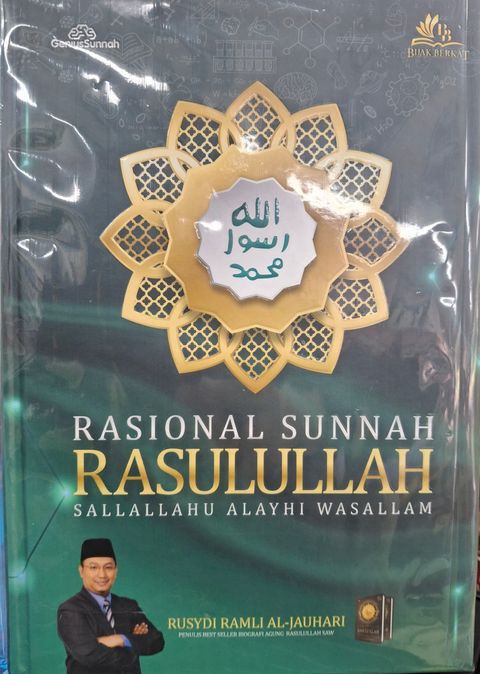 GeniusSunnah
BIJAK BERKAT
الله
رسول
محمد
RASIONAL SUNNAH
RASULULLAH
SALLALLAHU ALAYHI WASALLAM
RUSYDI RAMLI AL-JAUHARI
PENULIS BEST SELLER BIOGRAFI AGUNG RASULULLAH SAW